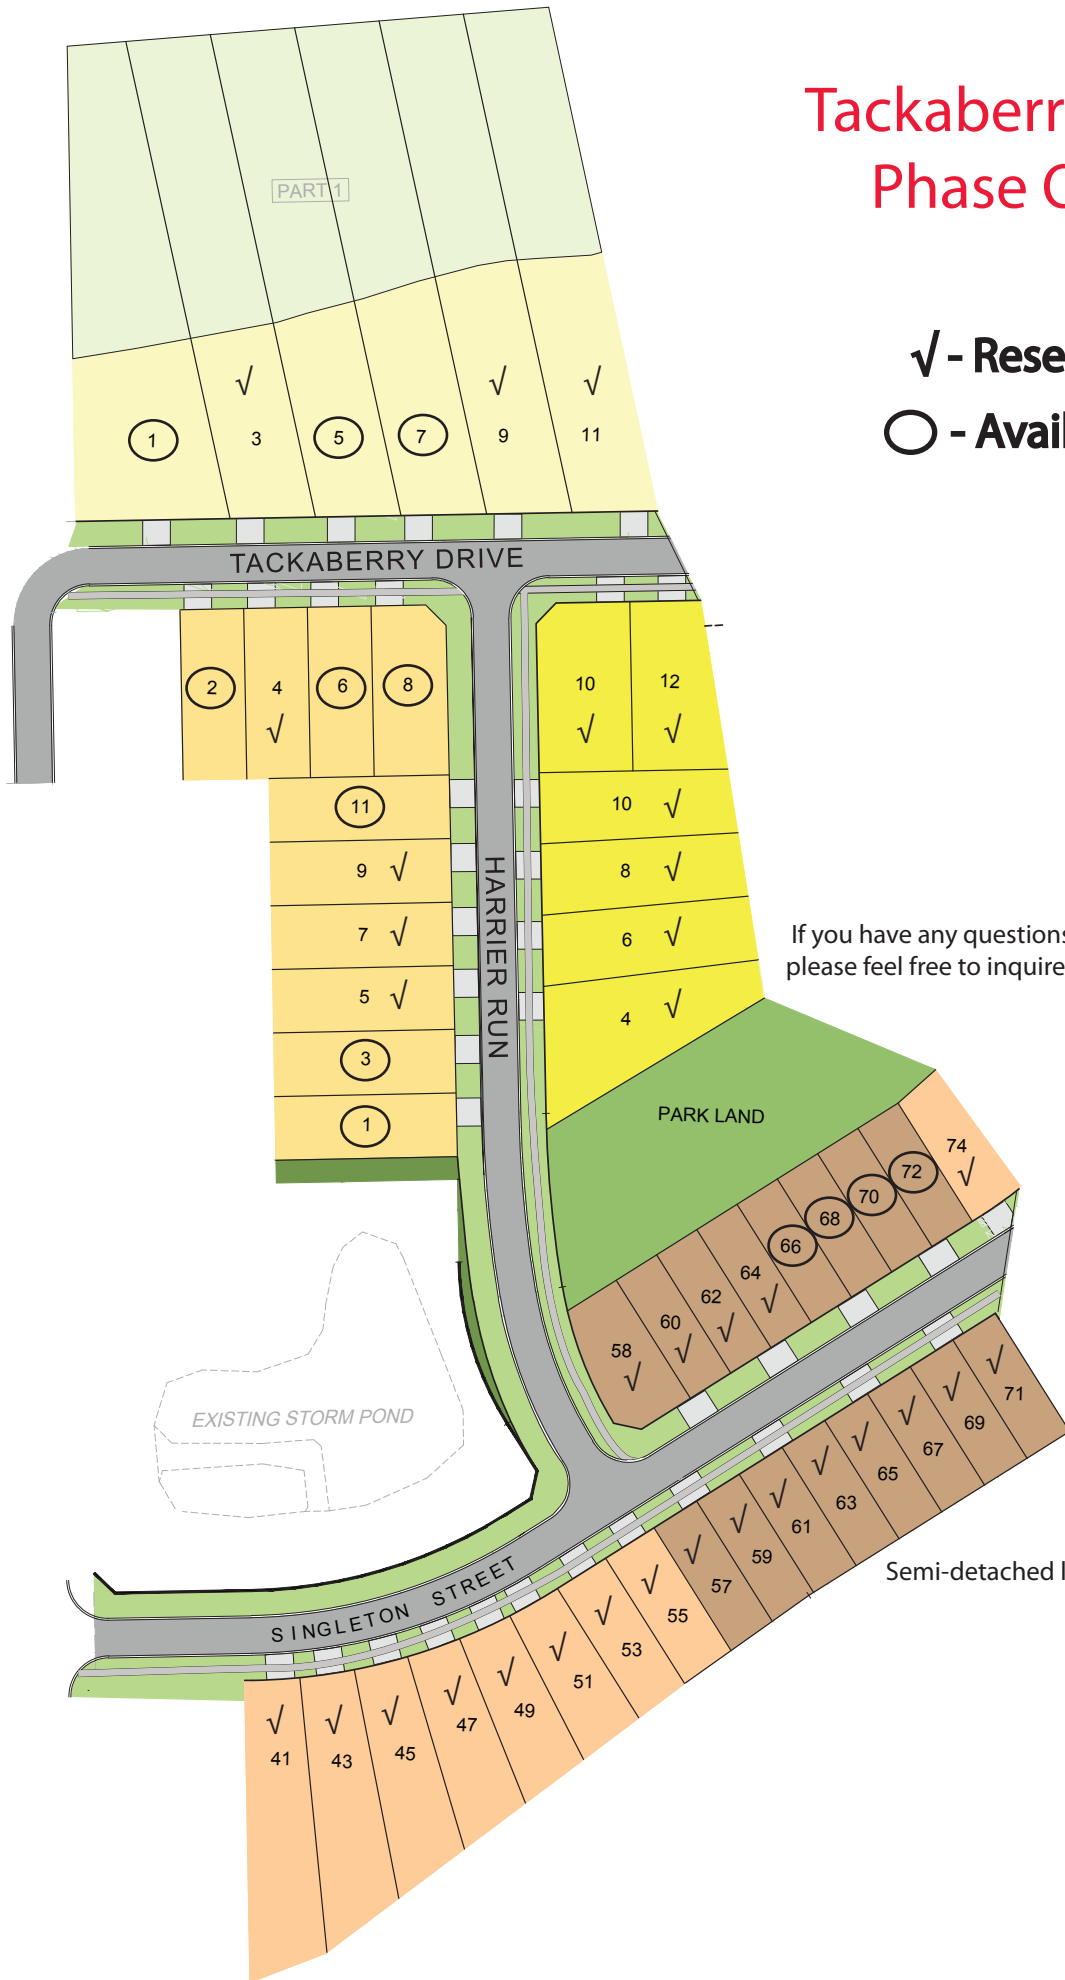 Tackaberr
Phase
PART 1
√ - Rese
- Avail
√ √ √
1 3 5 7 9 11
TACKABERRY DRIVE
2 4 6 8
√
10 12
√ √
11
9 √
7 √
5 √
3
1
HARRIER RUN
10 √
8 √
6 √
4 √
If you have any questions
please feel free to inquire
PARK LAND
74 √
72
70
68
66
64 √
62 √
60 √
58 √
EXISTING STORM POND
SINGLETON STREET
√ 71
√ 69
√ 67
√ 65
√ 63
√ 61
√ 59
√ 57
√ 55
√ 53
√ 51
√ 49
√ 47
√ 45
√ 43
√ 41
Semi-detached l